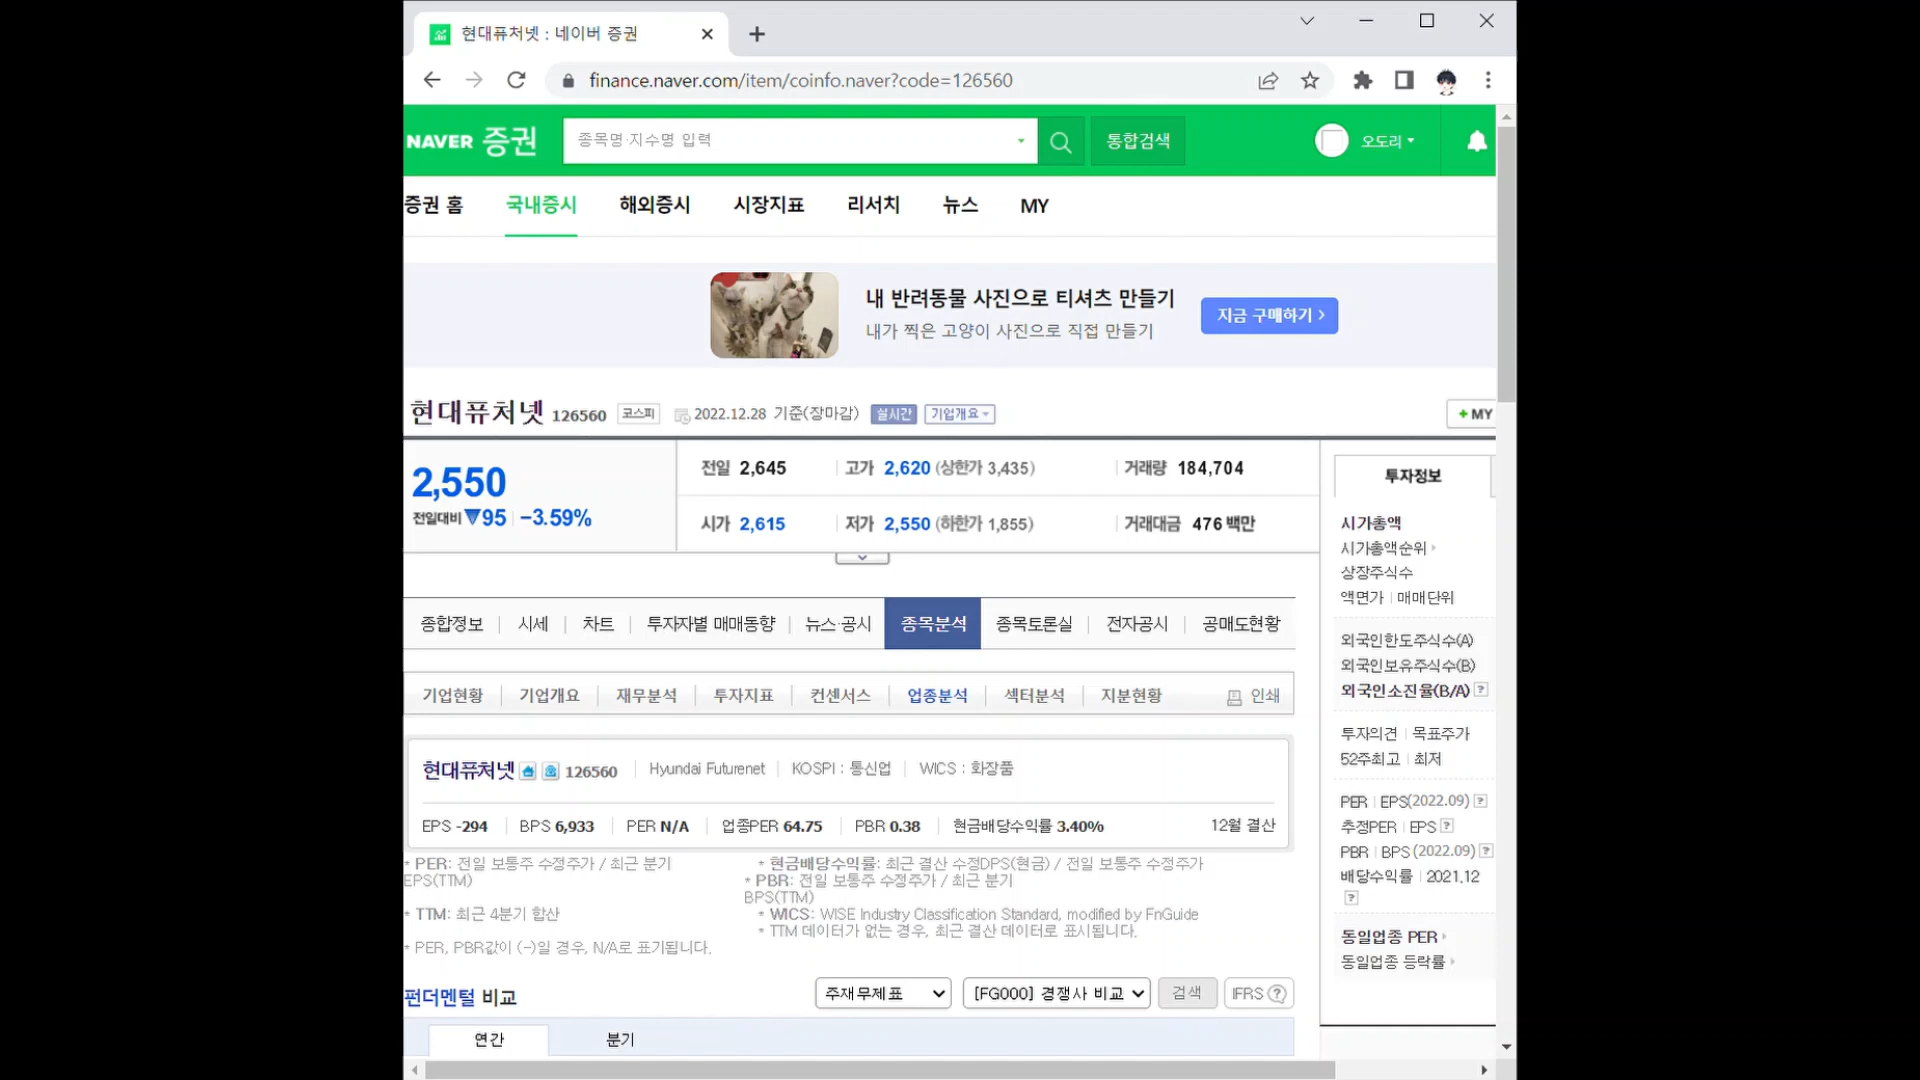 현대퓨처넷 : 네이버 증권
finance.naver.com/item/coinfo.naver?code=126560
NAVER 증권 종목명·지수명 입력 통합검색 오도리
증권 홈 국내증시 해외증시 시장지표 리서치 뉴스 MY
내 반려동물 사진으로 티셔츠 만들기
내가 찍은 고양이 사진으로 직접 만들기
지금 구매하기
현대퓨처넷 126560 코스피 2022.12.28 기준(장마감) 실시간 기업개요 + MY
2,550
전일대비 ▼95 -3.59%
전일 2,645 고가 2,620 (상한가 3,435) 거래량 184,704
시가 2,615 저가 2,550 (하한가 1,855) 거래대금 476 백만
투자정보
시가총액
시가총액순위
상장주식수
액면가 매매단위
외국인한도주식수(A)
외국인보유주식수(B)
외국인소진율(B/A) ?
투자의견 목표주가
52주최고 최저
PER EPS(2022.09) ?
추정PER EPS ?
PBR BPS (2022.09) ?
배당수익률 2021.12
?
동일업종 PER
동일업종 등락률
종합정보 시세 차트 투자자별 매매동향 뉴스·공시 종목분석 종목토론실 전자공시 공매도현황
기업현황 기업개요 재무분석 투자지표 컨센서스 업종분석 섹터분석 지분현황 인쇄
현대퓨처넷 126560 Hyundai Futurenet KOSPI : 통신업 WICS : 화장품
EPS -294 BPS 6,933 PER N/A 업종PER 64.75 PBR 0.38 현금배당수익률 3.40% 12월 결산
* PER: 전일 보통주 수정주가 / 최근 분기
EPS(TTM)
* TTM: 최근 4분기 합산
* PER, PBR값이 (-)일 경우, N/A로 표기됩니다.
* 현금배당수익률: 최근 결산 수정DPS(현금) / 전일 보통주 수정주가
* PBR: 전일 보통주 수정주가 / 최근 분기
BPS(TTM)
* WICS: WISE Industry Classification Standard, modified by FnGuide
* TTM 데이터가 없는 경우, 최근 결산 데이터로 표시됩니다.
펀더멘털 비교 주재무제표 [FG000] 경쟁사 비교 검색 IFRS ?
연간 분기